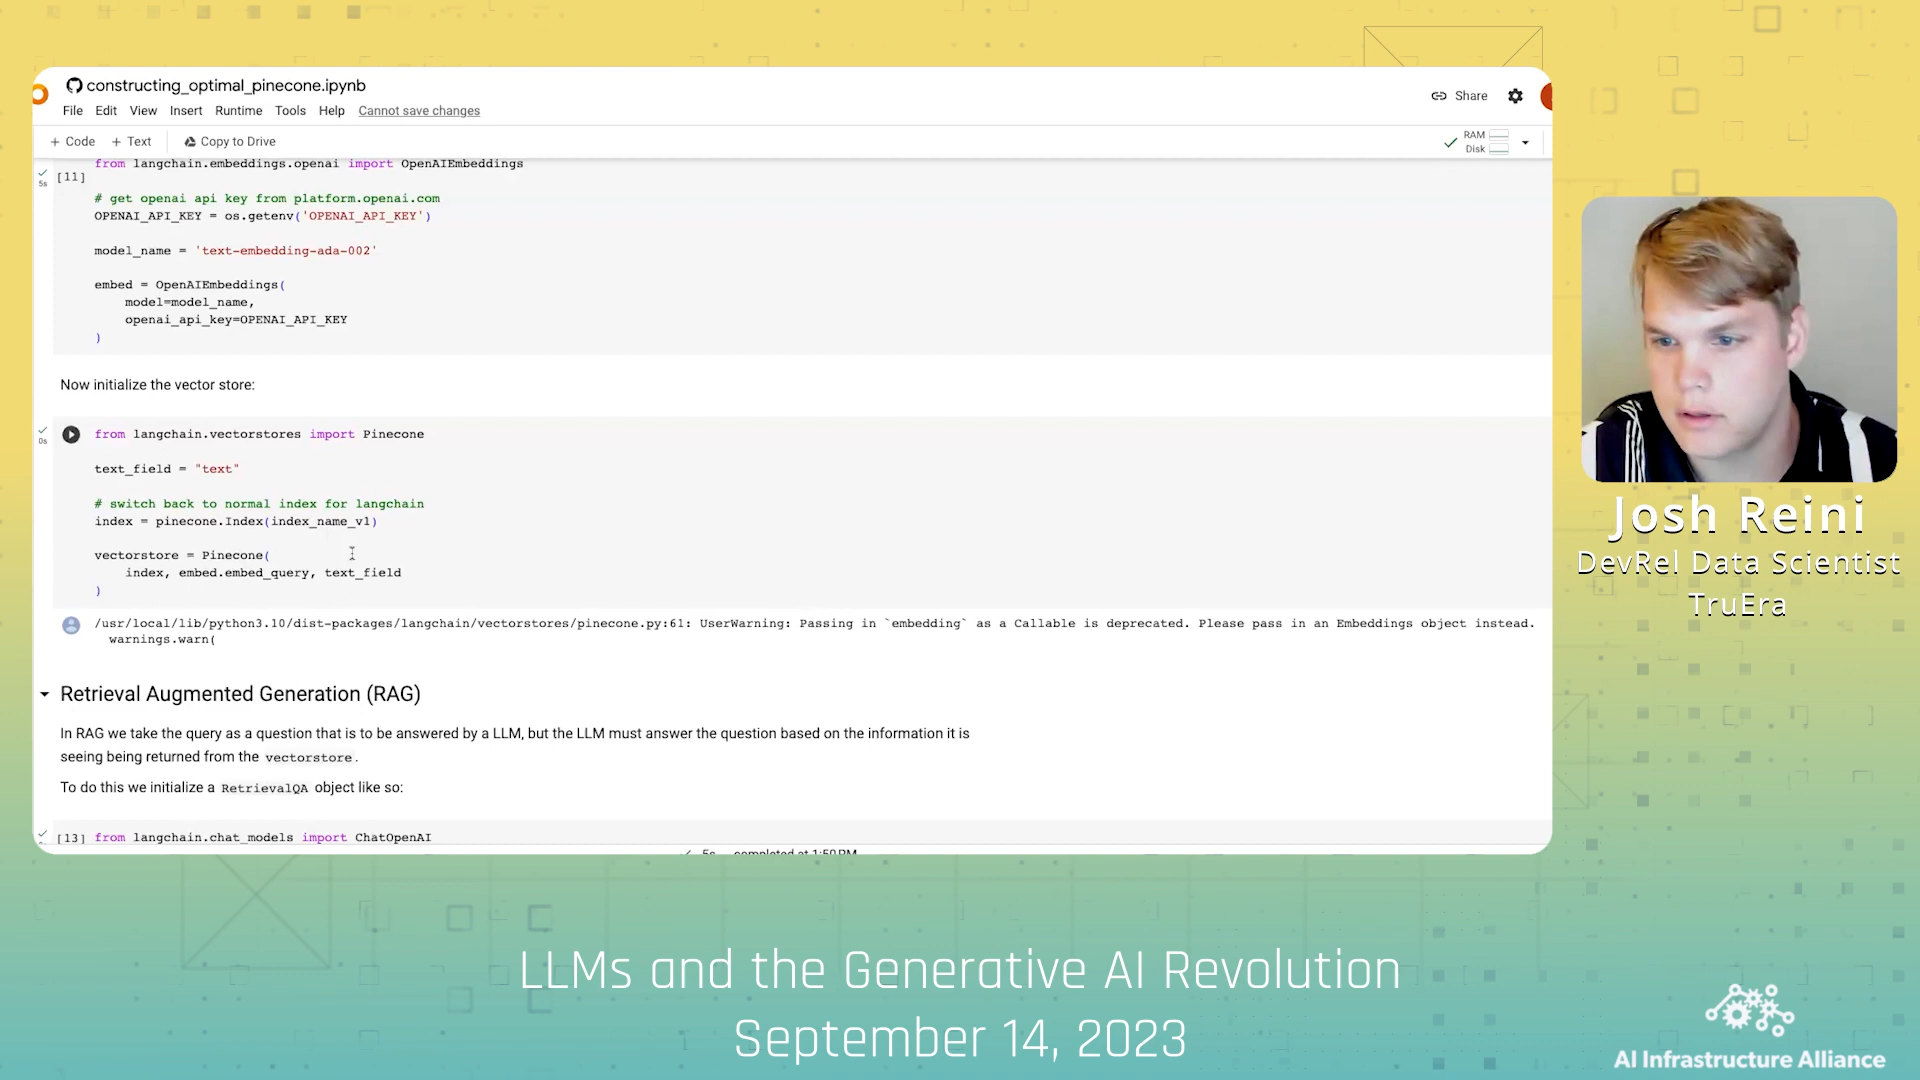 constructing_optimal_pinecone.ipynb
File Edit View Insert Runtime Tools Help Cannot save changes
Share
+ Code + Text Copy to Drive
RAM
Disk
from langchain.embeddings.openai import OpenAIEmbeddings
5s
[11]
# get openai api key from platform.openai.com
OPENAI_API_KEY = os.getenv('OPENAI_API_KEY')
model_name = 'text-embedding-ada-002'
embed = OpenAIEmbeddings(
model=model_name,
openai_api_key=OPENAI_API_KEY
)
Now initialize the vector store:
0s
from langchain.vectorstores import Pinecone
text_field = "text"
# switch back to normal index for langchain
index = pinecone.Index(index_name_v1)
vectorstore = Pinecone(
index, embed.embed_query, text_field
)
/usr/local/lib/python3.10/dist-packages/langchain/vectorstores/pinecone.py:61: UserWarning: Passing in `embedding` as a Callable is deprecated. Please pass in an Embeddings object instead.
warnings.warn(
Retrieval Augmented Generation (RAG)
In RAG we take the query as a question that is to be answered by a LLM, but the LLM must answer the question based on the information it is
seeing being returned from the vectorstore.
To do this we initialize a RetrievalQA object like so:
[13] from langchain.chat_models import ChatOpenAI
5s completed at 1:50 PM
Josh Reini
DevRel Data Scientist
TruEra
LLMs and the Generative AI Revolution
September 14, 2023
AI Infrastructure Alliance